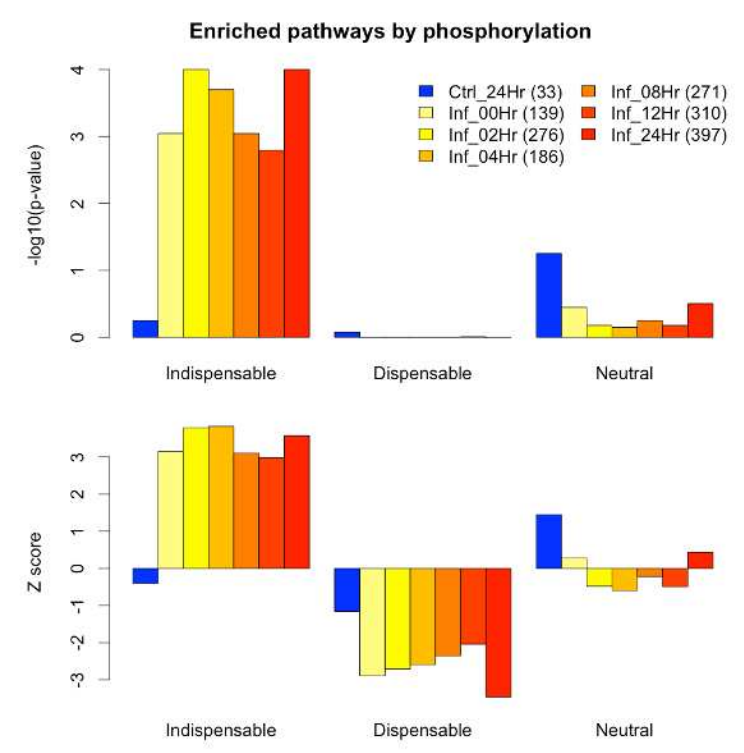 Enriched pathways by phosphorylation
-log10(p-value)
4
3
2
1
0
Ctrl_24Hr (33)
Inf_00Hr (139)
Inf_02Hr (276)
Inf_04Hr (186)
Inf_08Hr (271)
Inf_12Hr (310)
Inf_24Hr (397)
Indispensable Dispensable Neutral
Z score
3
2
1
0
-1
-2
-3
Indispensable Dispensable Neutral